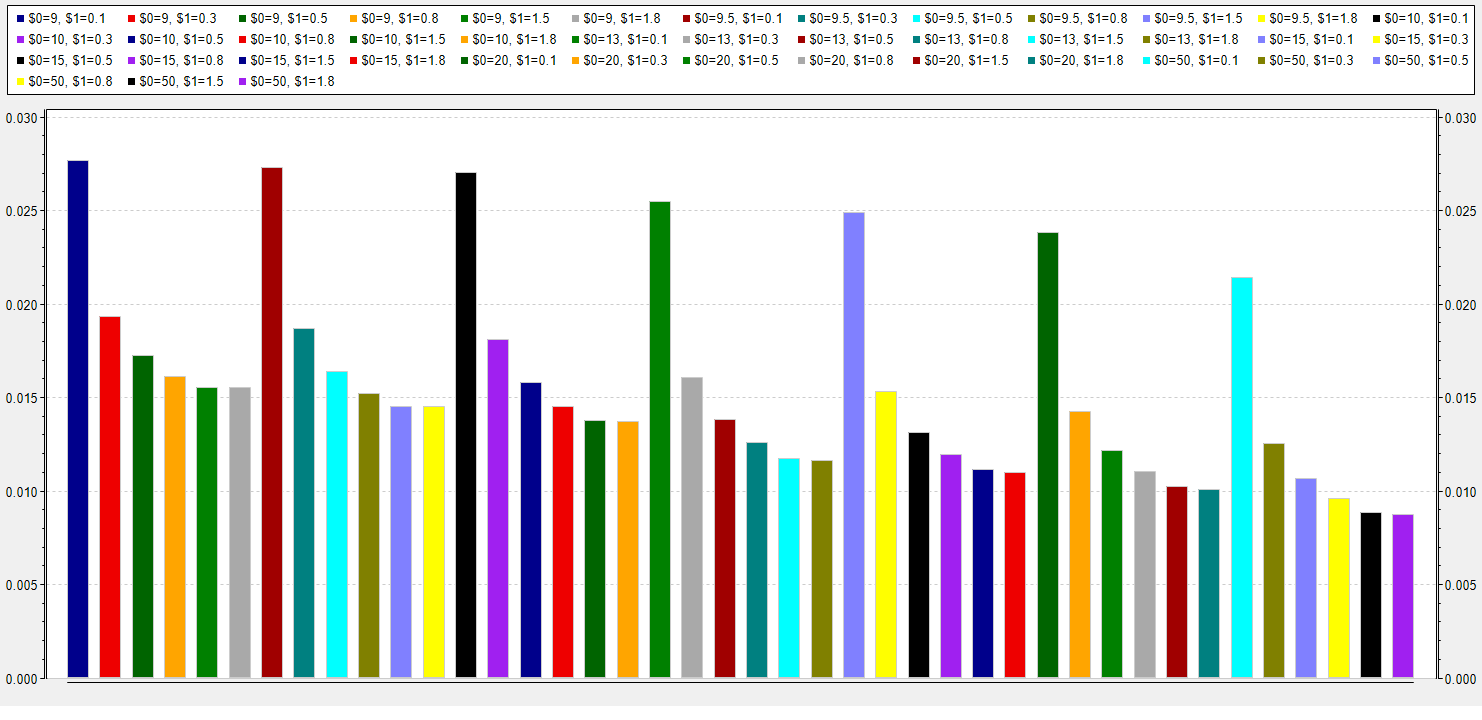 $0=9, $1=0.1 $0=9, $1=0.3 $0=9, $1=0.5 $0=9, $1=0.8 $0=9, $1=1.5 $0=9, $1=1.8 $0=9.5, $1=0.1 $0=9.5, $1=0.3 $0=9.5, $1=0.5 $0=9.5, $1=0.8 $0=9.5, $1=1.5 $0=9.5, $1=1.8 $0=10, $1=0.1
$0=10, $1=0.3 $0=10, $1=0.5 $0=10, $1=0.8 $0=10, $1=1.5 $0=10, $1=1.8 $0=13, $1=0.1 $0=13, $1=0.3 $0=13, $1=0.5 $0=13, $1=0.8 $0=13, $1=1.5 $0=13, $1=1.8 $0=15, $1=0.1 $0=15, $1=0.3
$0=15, $1=0.5 $0=15, $1=0.8 $0=15, $1=1.5 $0=15, $1=1.8 $0=20, $1=0.1 $0=20, $1=0.3 $0=20, $1=0.5 $0=20, $1=0.8 $0=20, $1=1.5 $0=20, $1=1.8 $0=50, $1=0.1 $0=50, $1=0.3 $0=50, $1=0.5
$0=50, $1=0.8 $0=50, $1=1.5 $0=50, $1=1.8
0.030 0.030
0.025 0.025
0.020 0.020
0.015 0.015
0.010 0.010
0.005 0.005
0.000 0.000